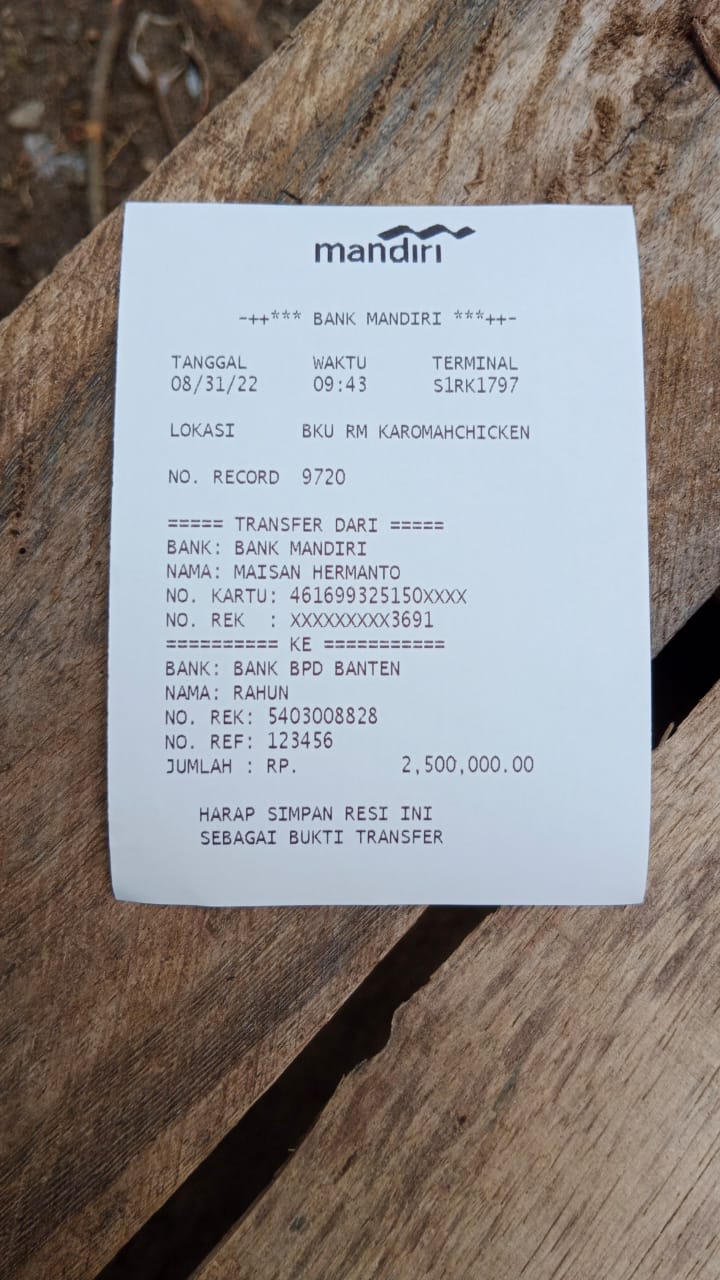 mandiri
-++*** BANK MANDIRI ***++-
TANGGAL WAKTU TERMINAL
08/31/22 09:43 S1RK1797
LOKASI BKU RM KAROMAHCHICKEN
NO. RECORD 9720
===== TRANSFER DARI =====
BANK: BANK MANDIRI
NAMA: MAISAN HERMANTO
NO. KARTU: 461699325150XXXX
NO. REK : XXXXXXXXX3691
========== KE ===========
BANK: BANK BPD BANTEN
NAMA: RAHUN
NO. REK: 5403008828
NO. REF: 123456
JUMLAH : RP. 2,500,000.00
HARAP SIMPAN RESI INI
SEBAGAI BUKTI TRANSFER